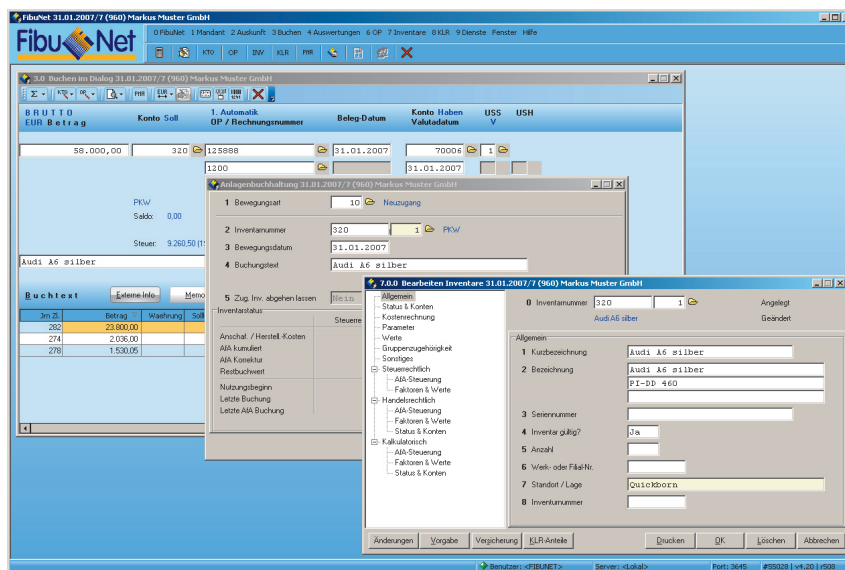 FibuNet 31.01.2007/7 (960) Markus Muster GmbH
FibuNet
0 FibuNet 1 Mandant 2 Auskunft 3 Buchen 4 Auswertungen 6 OP 7 Inventare 8 KLR 9 Dienste Fenster Hilfe
KTO OP INV KLR PMR
3.0 Buchen im Dialog 31.01.2007/7 (960) Markus Muster GmbH
Σ KTO OP PMR EUR
BRUTTO
EUR Betrag
Konto Soll
1. Automatik
OP / Rechnungsnummer
Beleg-Datum
Konto Haben
Valutadatum
USS
V
USH
58.000,00 320 125888 31.01.2007 70006 1
1200 31.01.2007
PKW
Saldo: 0,00
Steuer: 9.260,50
Audi A6 silber
Buchtext Externe Info Memo
Jrn Zl. Betrag Waehrung Soll
282 23.800,00
274 2.036,00
278 1.530,05
Anlagenbuchhaltung 31.01.2007/7 (960) Markus Muster GmbH
1 Bewegungsart 10 Neuzugang
2 Inventarnummer 320 1 PKW
3 Bewegungsdatum 31.01.2007
4 Buchungstext Audi A6 silber
5 Zug. Inv. abgehen lassen Nein
Inventarstatus
Steuerre
Anschaf. / Herstell.-Kosten
AfA kumuliert
AfA Korrektur
Restbuchwert
Nutzungsbeginn
Letzte Buchung
Letzte AfA Buchung
7.0.0 Bearbeiten Inventare 31.01.2007/7 (960) Markus Muster GmbH
Allgemein
Status & Konten
Kostenrechnung
Parameter
Werte
Gruppenzugehörigkeit
Sonstiges
Steuerrechtlich
AfA-Steuerung
Faktoren & Werte
Handelsrechtlich
AfA-Steuerung
Faktoren & Werte
Status & Konten
Kalkulatorisch
AfA-Steuerung
Faktoren & Werte
Status & Konten
0 Inventarnummer 320 1 Angelegt
Audi A6 silber Geändert
Allgemein
1 Kurzbezeichnung Audi A6 silber
2 Bezeichnung Audi A6 silber
PI-DD 460
3 Seriennummer
4 Inventar gültig? Ja
5 Anzahl
6 Werk- oder Filial-Nr.
7 Standort / Lage Quickborn
8 Inventurnummer
Änderungen Vorgabe Versicherung KLR-Anteile Drucken OK Löschen Abbrechen
Benutzer: <FIBUNET> Server: <Lokal> Port: 3645 #55028 | v4.20 | r508